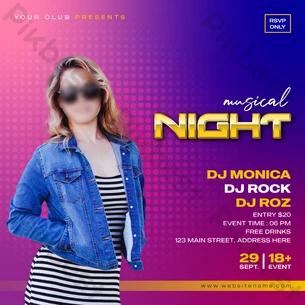 YOUR CLUB PRESENTS
RSVP
ONLY
musical
NIGHT
DJ MONICA
DJ ROCK
DJ ROZ
ENTRY $20
EVENT TIME : 06 PM
FREE DRINKS
123 MAIN STREET, ADDRESS HERE
29 18+
SEPT. EVENT
www.websitename.com